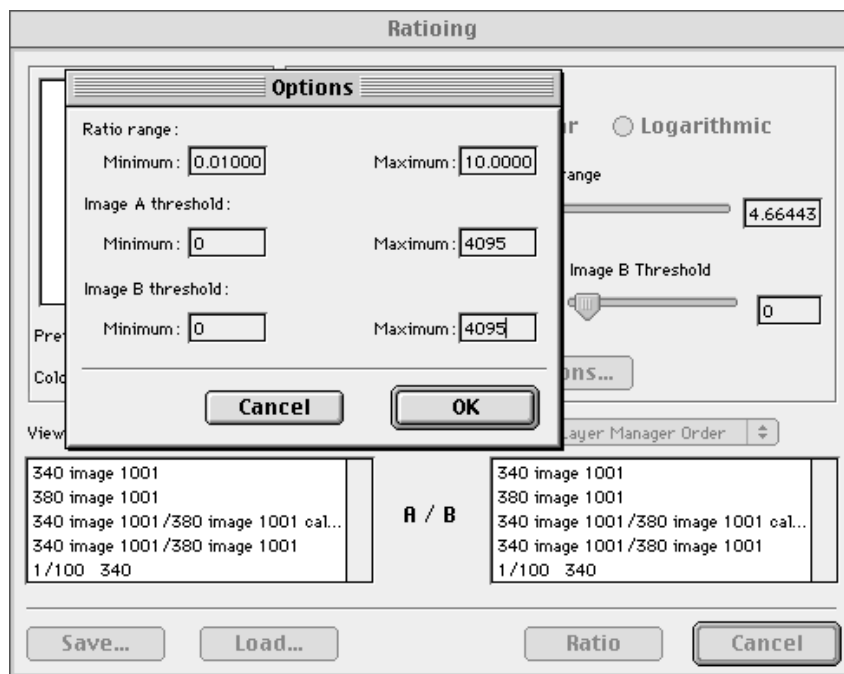 Ratioing
Options
Ratio range:
Minimum: 0.01000 Maximum: 10.0000
Image A threshold:
Minimum: 0 Maximum: 4095
Image B threshold:
Minimum: 0 Maximum: 4095
Cancel OK
Logarithmic
range
4.66443
Image B Threshold
0
View
Layer Manager Order
340 image 1001
380 image 1001
340 image 1001/380 image 1001 cal...
340 image 1001/380 image 1001
1/100 340
A / B
340 image 1001
380 image 1001
340 image 1001/380 image 1001 cal...
340 image 1001/380 image 1001
1/100 340
Save... Load... Ratio Cancel